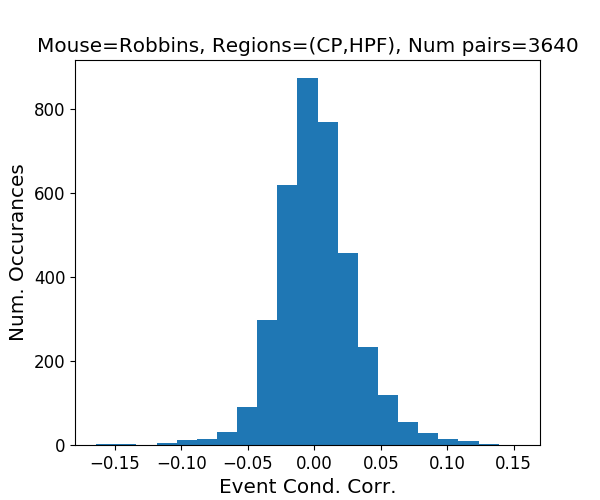 Mouse=Robbins, Regions=(CP,HPF), Num pairs=3640
Num. Occurances
800
600
400
200
0
−0.15 −0.10 −0.05 0.00 0.05 0.10 0.15
Event Cond. Corr.